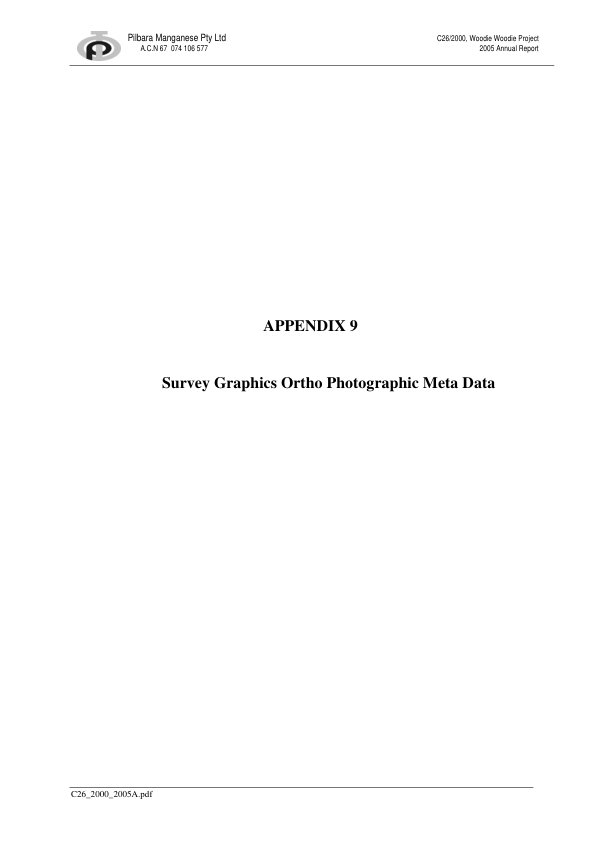 Pilbara Manganese Pty Ltd
A.C.N 67 074 106 577
C26/2000, Woodie Woodie Project
2005 Annual Report
APPENDIX 9
Survey Graphics Ortho Photographic Meta Data
C26_2000_2005A.pdf